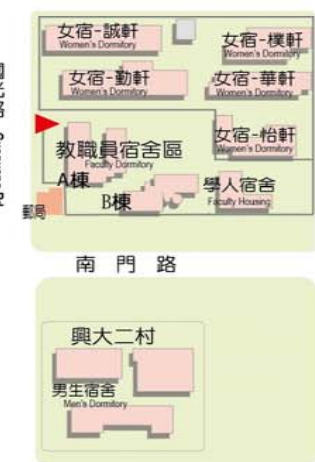 女宿-誠軒
Women's Dormitory
女宿-樸軒
Women's Dormitory
女宿-勤軒
Women's Dormitory
女宿-華軒
Women's Dormitory
女宿-怡軒
Women's Dormitory
教職員宿舍區
Faculty Dormitory
A棟
B棟
學人宿舍
Faculty Housing
郵局
南門路
興大二村
男生宿舍
Men's Dormitory